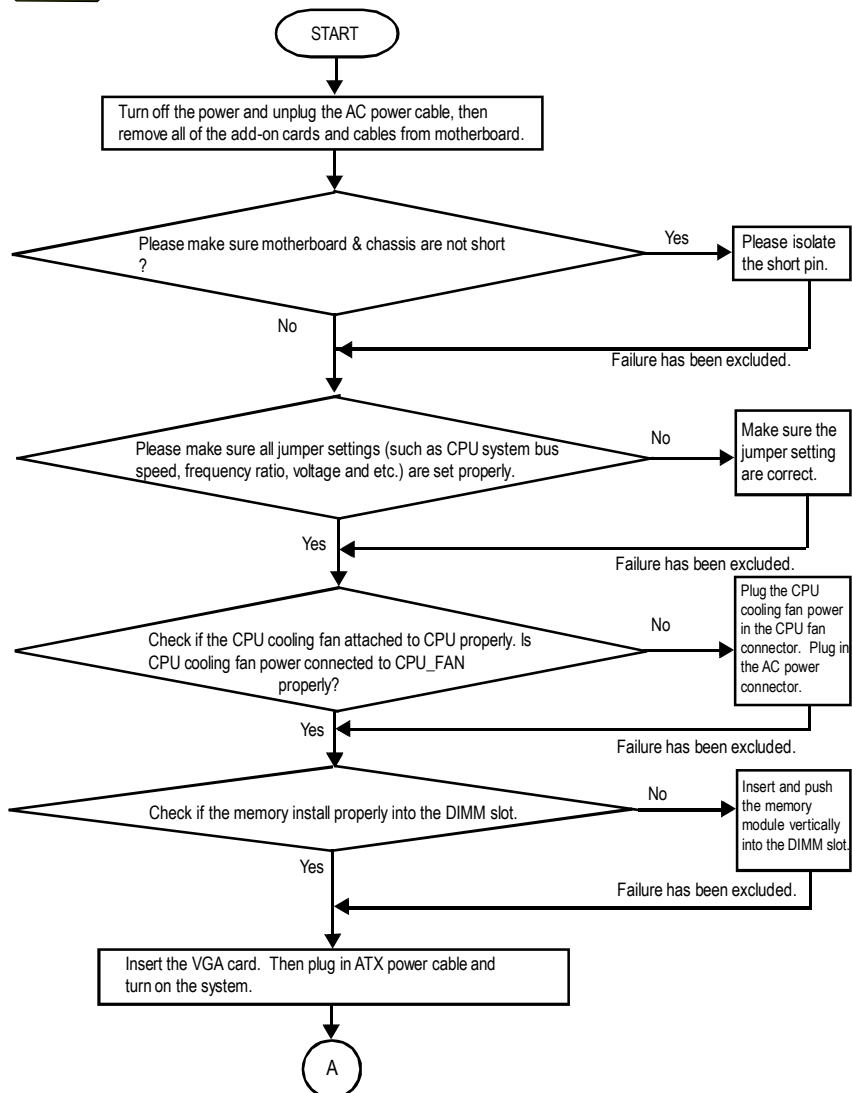 START
Turn off the power and unplug the AC power cable, then
remove all of the add-on cards and cables from motherboard.
Please make sure motherboard & chassis are not short
?
Yes
Please isolate
the short pin.
No
Failure has been excluded.
Please make sure all jumper settings (such as CPU system bus
speed, frequency ratio, voltage and etc.) are set properly.
No
Make sure the
jumper setting
are correct.
Yes
Failure has been excluded.
Check if the CPU cooling fan attached to CPU properly. Is
CPU cooling fan power connected to CPU_FAN
properly?
No
Plug the CPU
cooling fan power
in the CPU fan
connector. Plug in
the AC power
connector.
Yes
Failure has been excluded.
Check if the memory install properly into the DIMM slot.
No
Insert and push
the memory
module vertically
into the DIMM slot.
Yes
Failure has been excluded.
Insert the VGA card. Then plug in ATX power cable and
turn on the system.
A